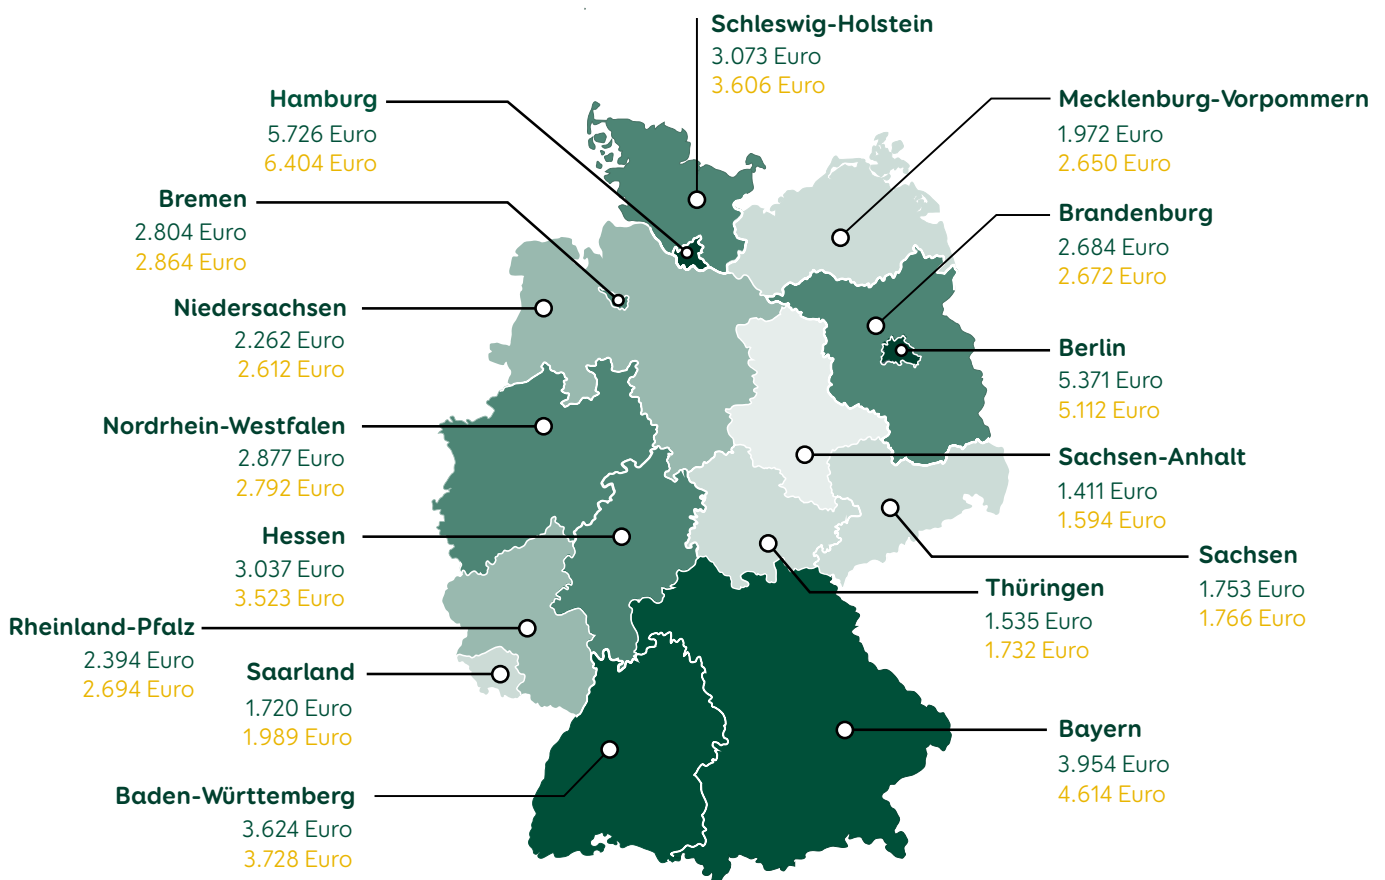 Schleswig-Holstein
3.073 Euro
3.606 Euro
Hamburg
5.726 Euro
6.404 Euro
Mecklenburg-Vorpommern
1.972 Euro
2.650 Euro
Bremen
2.804 Euro
2.864 Euro
Brandenburg
2.684 Euro
2.672 Euro
Niedersachsen
2.262 Euro
2.612 Euro
Berlin
5.371 Euro
5.112 Euro
Nordrhein-Westfalen
2.877 Euro
2.792 Euro
Sachsen-Anhalt
1.411 Euro
1.594 Euro
Hessen
3.037 Euro
3.523 Euro
Sachsen
1.753 Euro
1.766 Euro
Thüringen
1.535 Euro
1.732 Euro
Rheinland-Pfalz
2.394 Euro
2.694 Euro
Saarland
1.720 Euro
1.989 Euro
Bayern
3.954 Euro
4.614 Euro
Baden-Württemberg
3.624 Euro
3.728 Euro